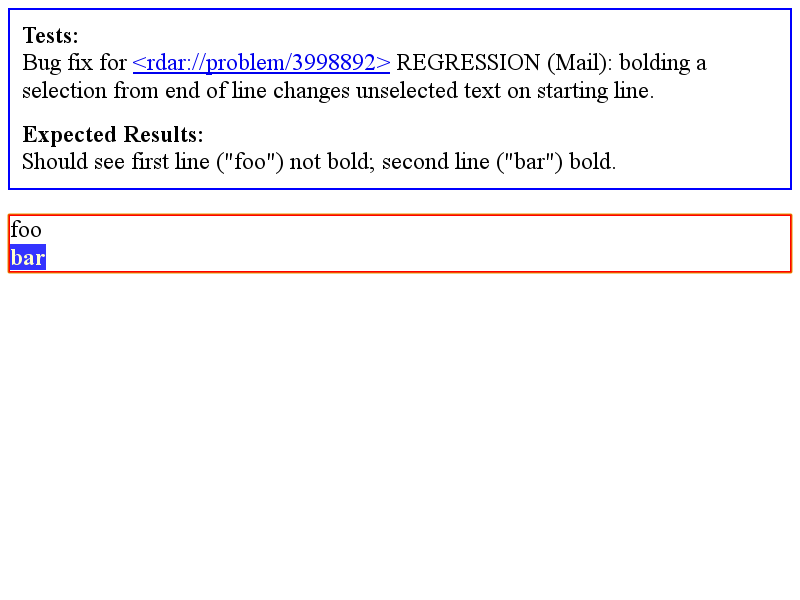 Tests:
Bug fix for <rdar://problem/3998892> REGRESSION (Mail): bolding a
selection from end of line changes unselected text on starting line.
Expected Results:
Should see first line ("foo") not bold; second line ("bar") bold.
foo
bar